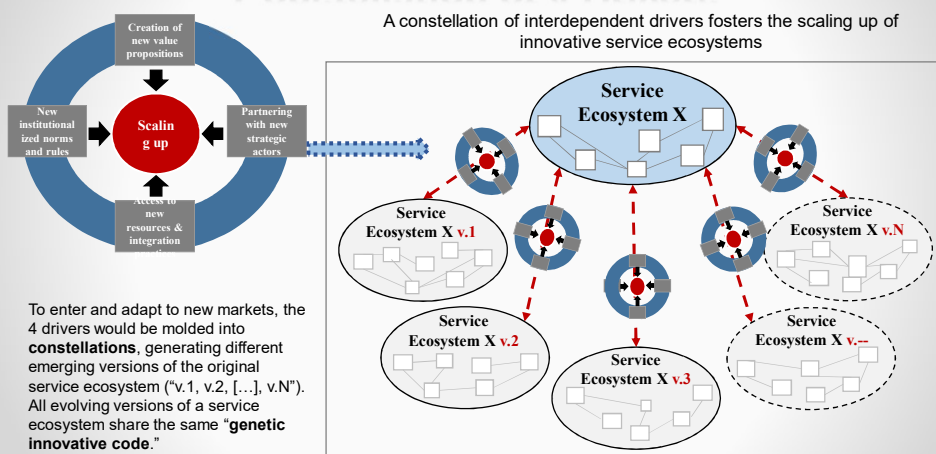 A constellation of interdependent drivers fosters the scaling up of
innovative service ecosystems
Creation of
new value
propositions
New
institutional
ized norms
and rules
Scalin
g up
Partnering
with new
strategic
actors
Access to
new
resources &
integration
Service
Ecosystem X
Service
Ecosystem X v.1
Service
Ecosystem X v.2
Service
Ecosystem X v.3
Service
Ecosystem X v.--
Service
Ecosystem X v.N
To enter and adapt to new markets, the
4 drivers would be molded into
constellations, generating different
emerging versions of the original
service ecosystem (“v.1, v.2, […], v.N”).
All evolving versions of a service
ecosystem share the same “genetic
innovative code.”